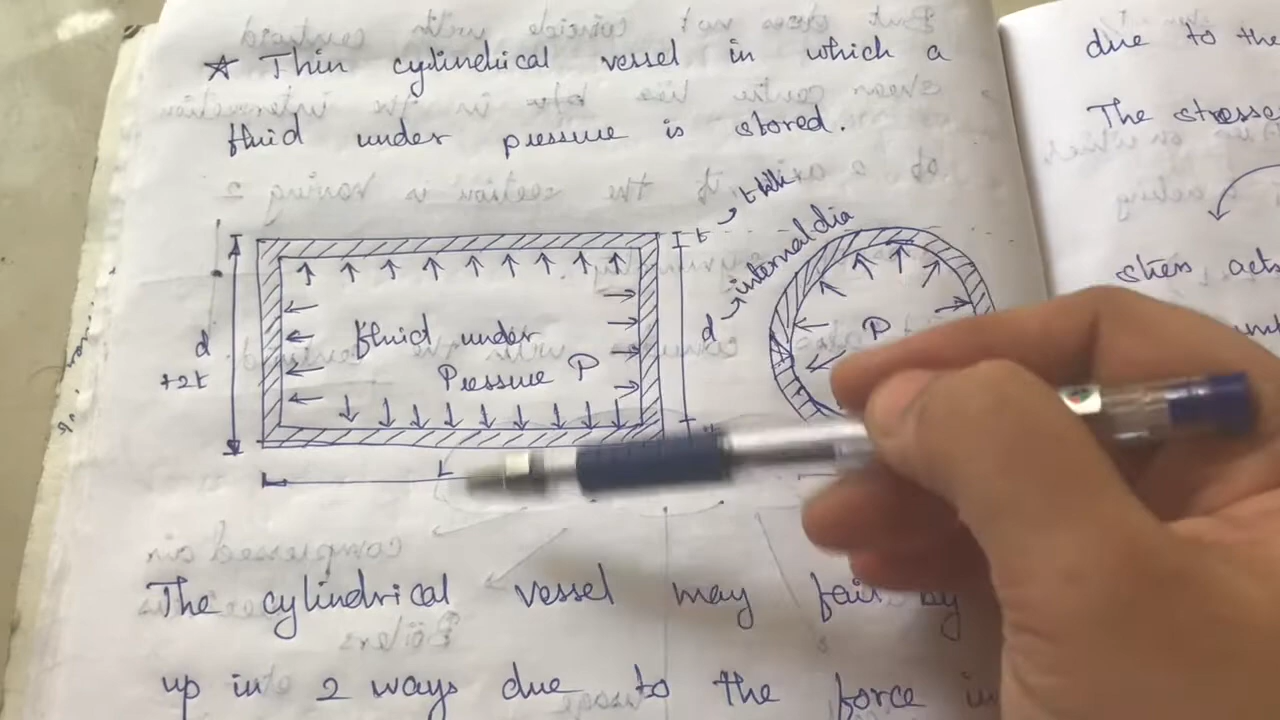 ☆ Thin cylindrical vessel in which a
fluid under pressure is stored.
t
internal dia
d
d
+2t
fluid under
Pressure P
P
L
The cylindrical vessel may fail by
up in 2 ways due to the force
due to the
The stresse
stress acts